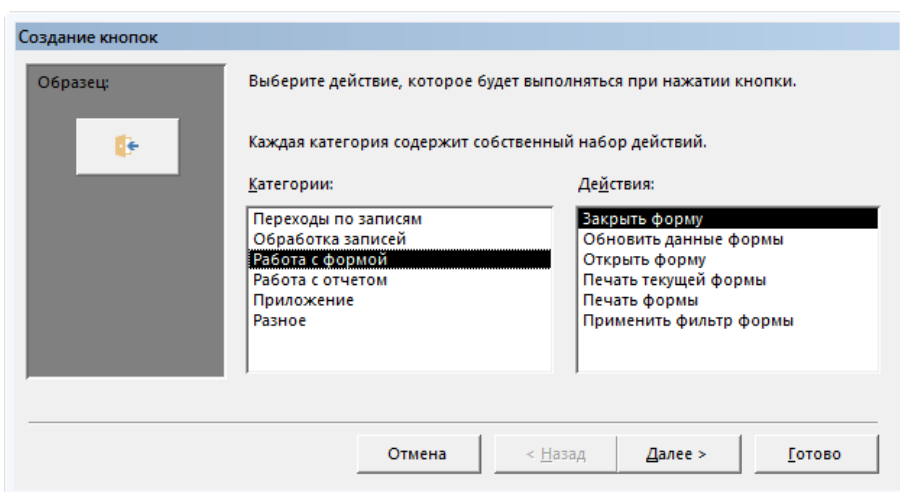 Создание кнопок
Образец:
Выберите действие, которое будет выполняться при нажатии кнопки.
Каждая категория содержит собственный набор действий.
Категории:
Действия:
Переходы по записям
Обработка записей
Работа с формой
Работа с отчетом
Приложение
Разное
Закрыть форму
Обновить данные формы
Открыть форму
Печать текущей формы
Печать формы
Применить фильтр формы
Отмена
< Назад
Далее >
Готово